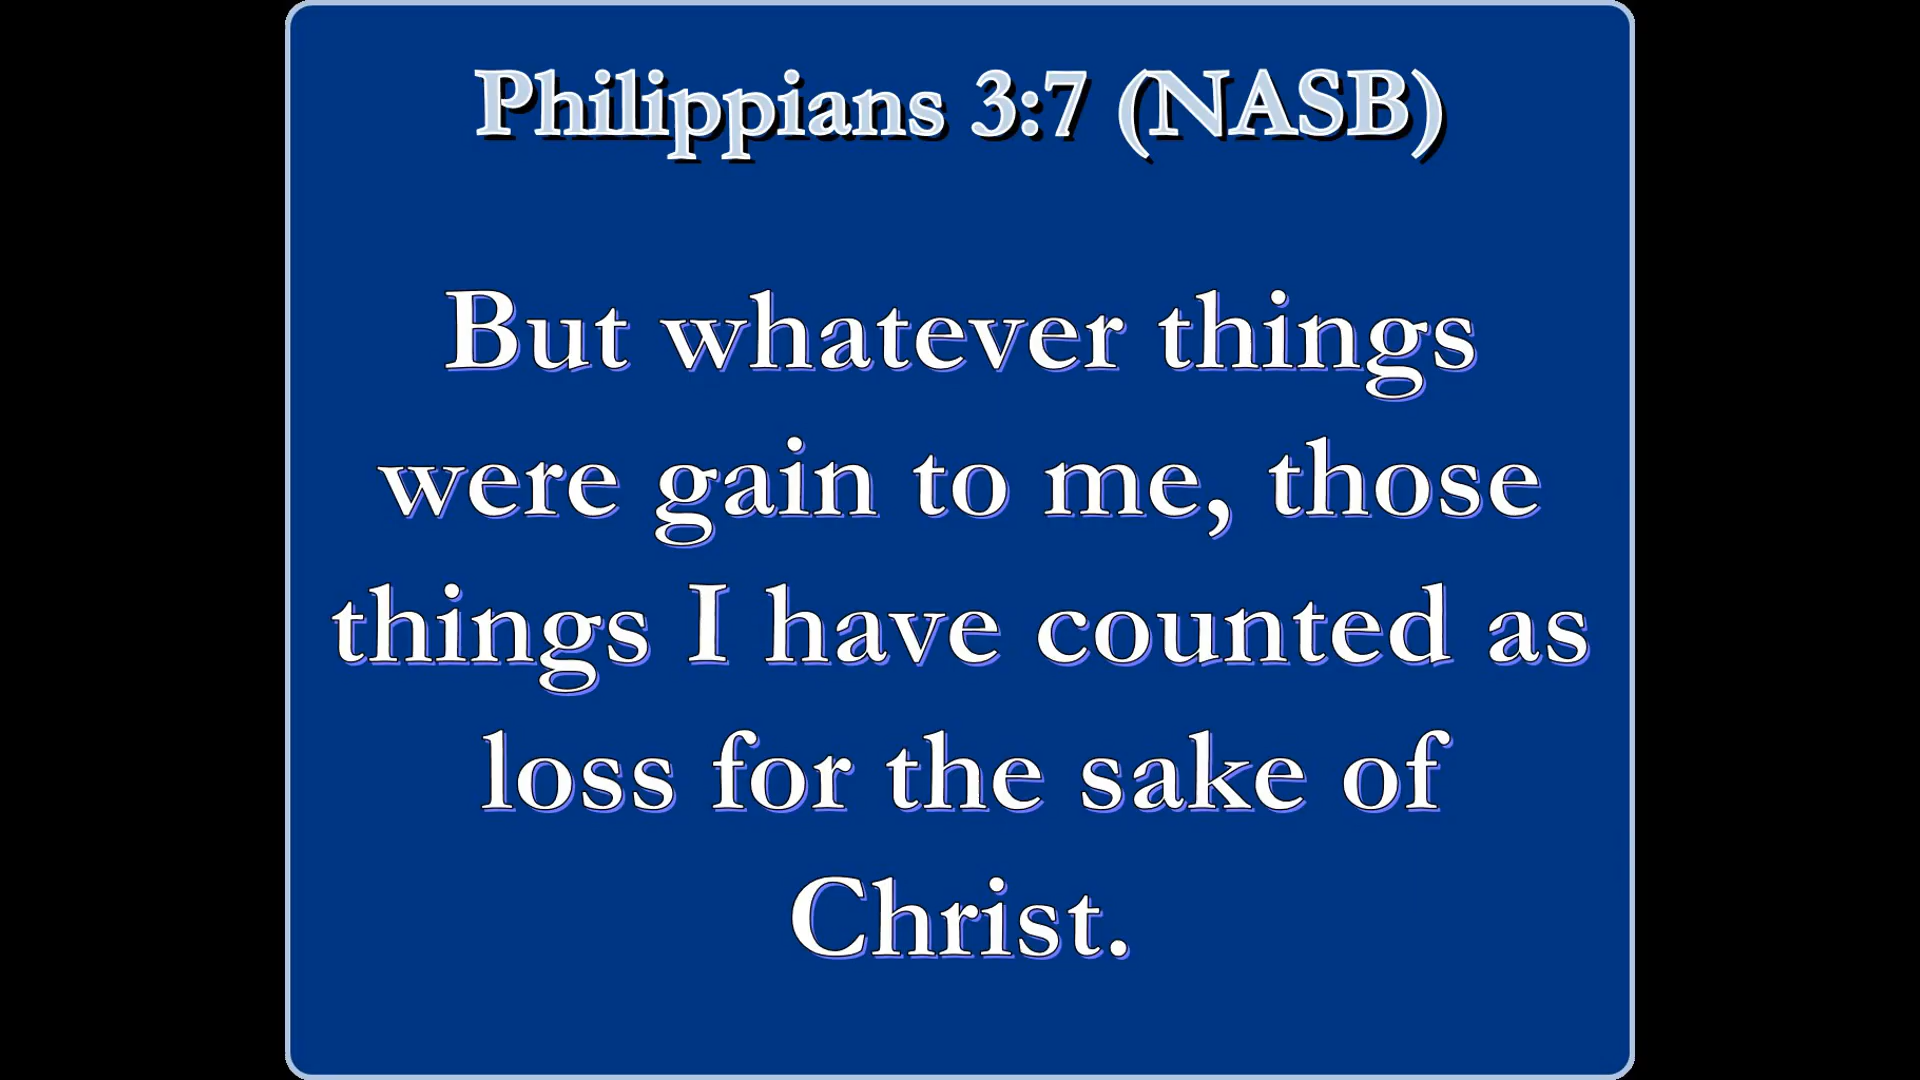 Philippians 3:7 (NASB)
But whatever things
were gain to me, those
things I have counted as
loss for the sake of
Christ.